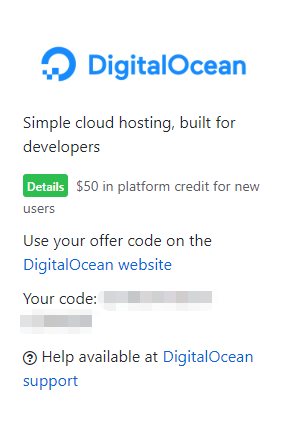 DigitalOcean
Simple cloud hosting, built for
developers
Details $50 in platform credit for new
users
Use your offer code on the
DigitalOcean website
Your code:
Help available at DigitalOcean
support